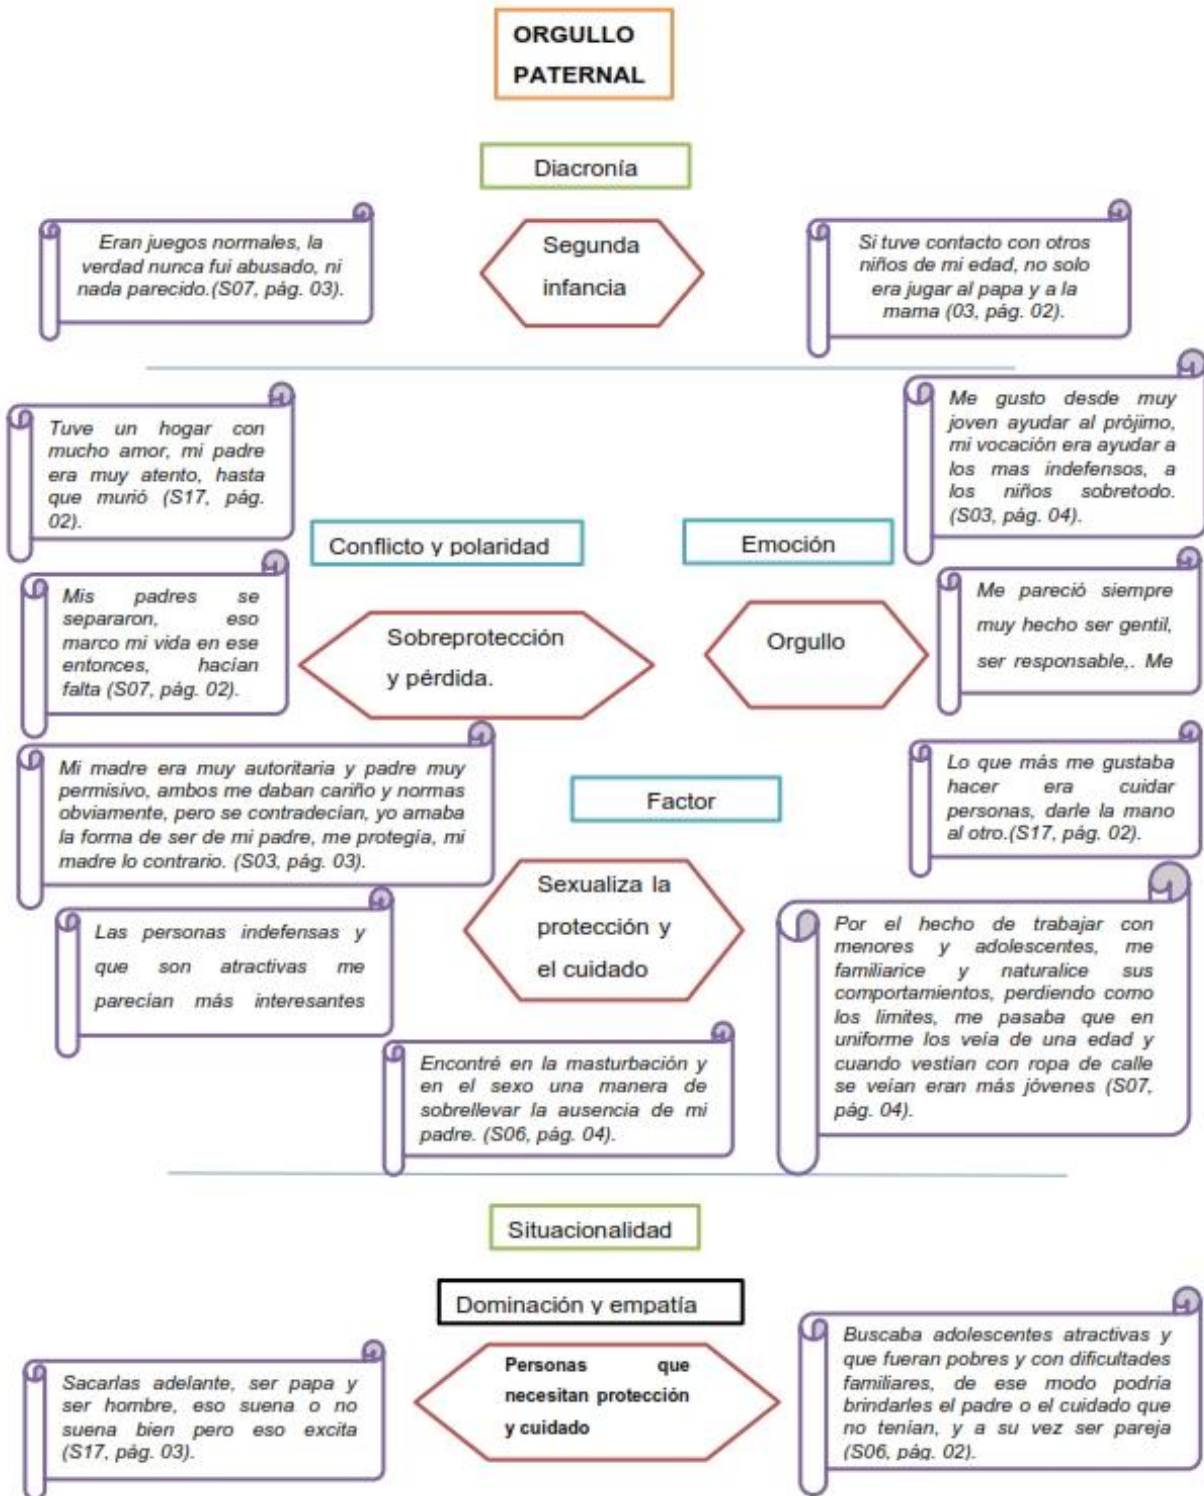 ORGULLO
PATERNAL
Diacronía
Eran juegos normales, la
verdad nunca fui abusado, ni
nada parecido.(S07, pág. 03).
Segunda
infancia
Si tuve contacto con otros
niños de mi edad, no solo
era jugar al papa y a la
mama (03, pág. 02).
Tuve un hogar con
mucho amor, mi padre
era muy atento, hasta
que murió (S17, pág.
02).
Me gusto desde muy
joven ayudar al prójimo,
mi vocación era ayudar a
los mas indefensos, a
los niños sobretodo.
(S03, pág. 04).
Conflicto y polaridad
Emoción
Mis padres se
separaron, eso
marco mi vida en ese
entonces, hacían
falta (S07, pág. 02).
Sobreprotección
y pérdida.
Orgullo
Me pareció siempre
muy hecho ser gentil,
ser responsable,. Me
Mi madre era muy autoritaria y padre muy
permisivo, ambos me daban cariño y normas
obviamente, pero se contradecían, yo amaba
la forma de ser de mi padre, me protegía, mi
madre lo contrario. (S03, pág. 03).
Factor
Lo que más me gustaba
hacer era cuidar
personas, darle la mano
al otro.(S17, pág. 02).
Sexualiza la
protección y
el cuidado
Las personas indefensas y
que son atractivas me
parecían más interesantes
Por el hecho de trabajar con
menores y adolescentes, me
familiarice y naturalice sus
comportamientos, perdiendo como
los límites, me pasaba que en
uniforme los veía de una edad y
cuando vestían con ropa de calle
se veían eran más jóvenes (S07,
pág. 04).
Encontré en la masturbación y
en el sexo una manera de
sobrellevar la ausencia de mi
padre. (S06, pág. 04).
Situacionalidad
Dominación y empatía
Sacarlas adelante, ser papa y
ser hombre, eso suena o no
suena bien pero eso excita
(S17, pág. 03).
Personas que
necesitan protección
y cuidado
Buscaba adolescentes atractivas y
que fueran pobres y con dificultades
familiares, de ese modo podría
brindarles el padre o el cuidado que
no tenían, y a su vez ser pareja
(S06, pág. 02).